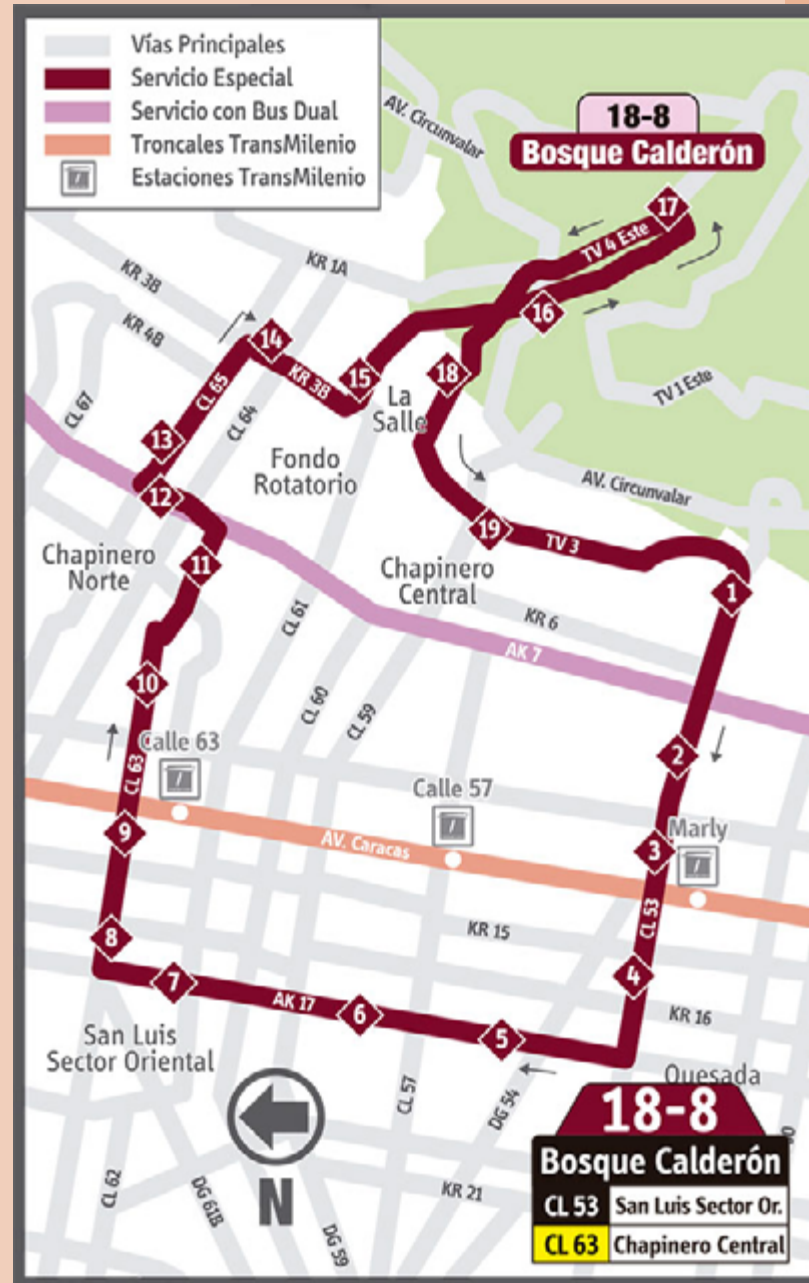 Vías Principales
Servicio Especial
Servicio con Bus Dual
Troncales TransMilenio
Estaciones TransMilenio
AV. Circunvalar
18-8
Bosque Calderón
17
TV 4 Este
KR 1A
KR 3B
KR 4B
16
14
KR 3B
15
18
CL 65
CL 64
La
Salle
TV 1 Este
CL 67
13
Fondo
Rotatorio
12
AV. Circunvalar
19
TV 3
Chapinero
Norte
11
Chapinero
Central
1
KR 6
CL 61
AK 7
10
CL 60
CL 59
2
Calle 63
CL 63
Calle 57
Marly
9
AV. Caracas
3
CL 53
8
KR 15
4
7
AK 17
6
5
KR 16
San Luis
Sector Oriental
Quesada
CL 57
DG 54
N
CL 62
DG 61B
DG 59
KR 21
18-8
Bosque Calderón
CL 53 San Luis Sector Or.
CL 63 Chapinero Central